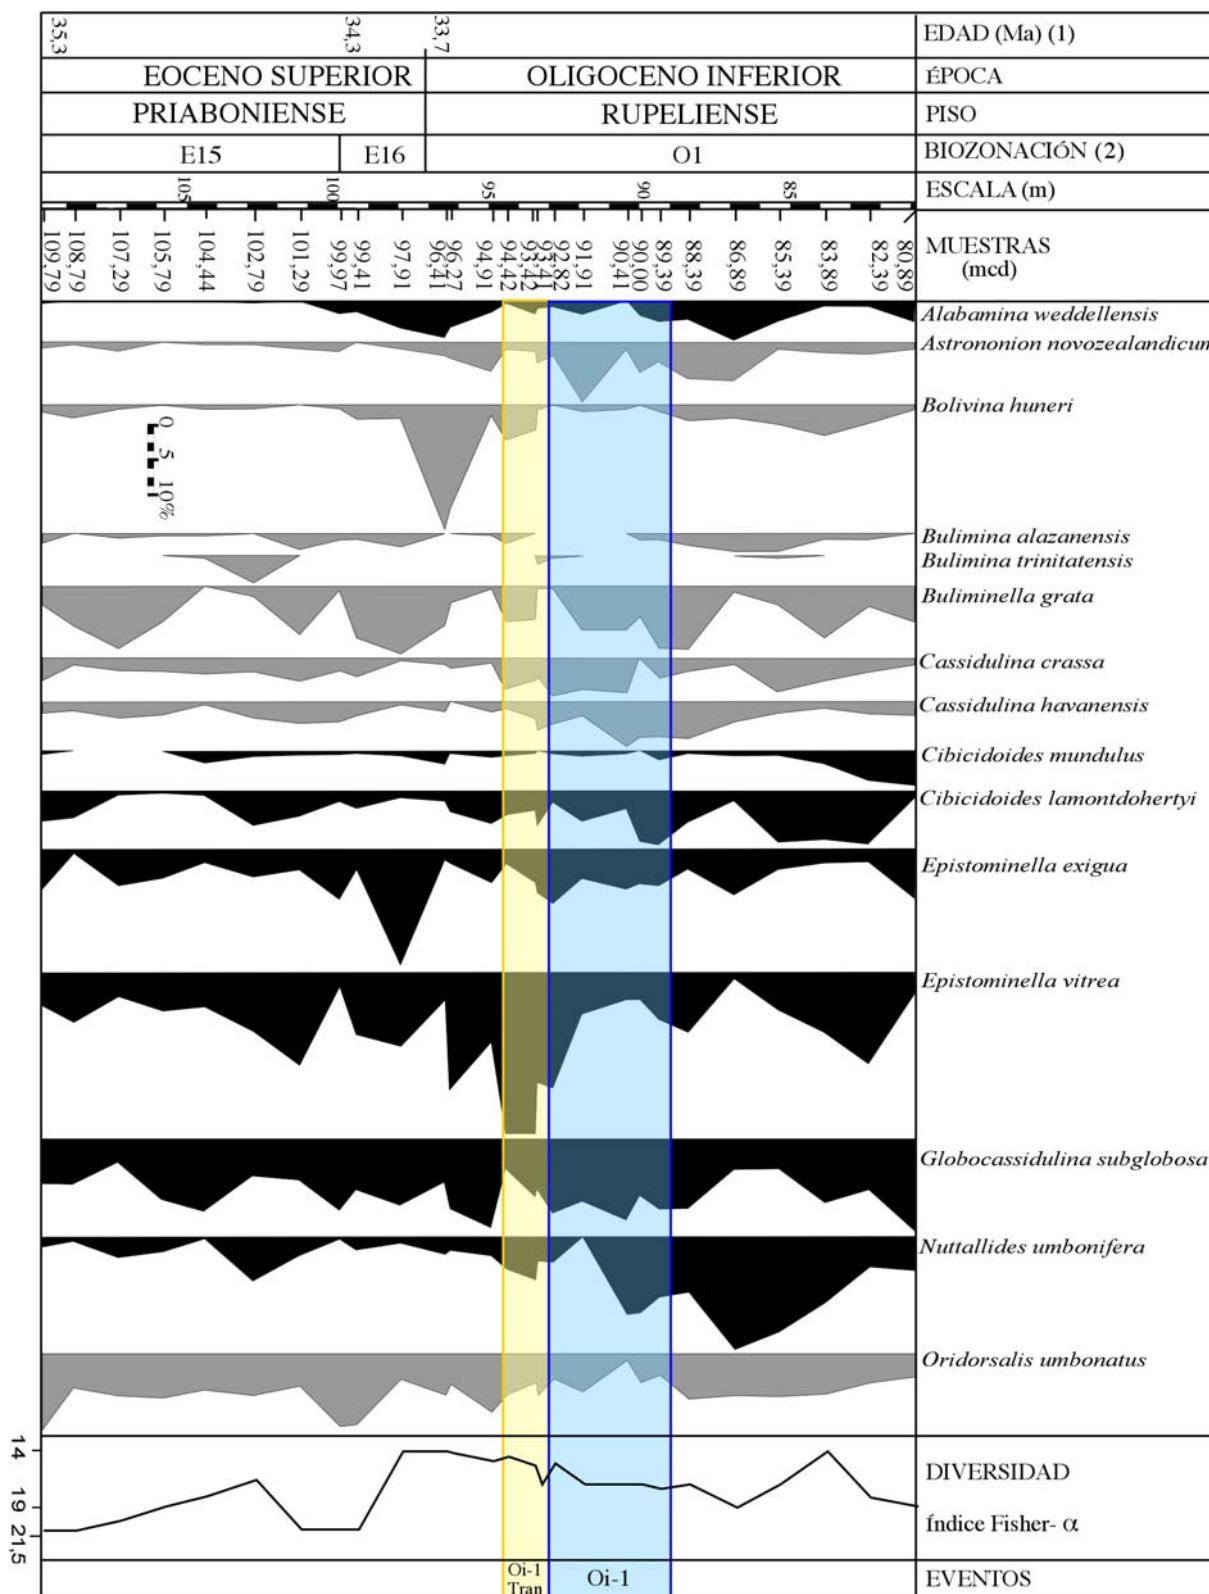 35,3 34,3 33,7 EDAD (Ma) (1)
EOCENO SUPERIOR OLIGOCENO INFERIOR ÉPOCA
PRIABONIENSE RUPELIENSE PISO
E15 E16 O1 BIOZONACIÓN (2)
105 100 95 90 85 ESCALA (m)
109,79 108,79 107,29 105,79 104,44 102,79 101,29 99,97 99,41 97,91 96,41 96,27 94,91 94,42 93,42 93,41 92,82 91,91 90,41 90,00 89,39 88,39 86,89 85,39 83,89 82,39 80,89 MUESTRAS
(mcd)
Alabamina weddellensis
Astrononion novozealandicum
Bolivina huneri
0 5 10%
Bulimina alazanensis
Bulimina trinitatensis
Buliminella grata
Cassidulina crassa
Cassidulina havanensis
Cibicidoides mundulus
Cibicidoides lamontdohertyi
Epistominella exigua
Epistominella vitrea
Globocassidulina subglobosa
Nuttallides umbonifera
Oridorsalis umbonatus
14
19
21,5
DIVERSIDAD
Índice Fisher- α
Oi-1
Tran
Oi-1 EVENTOS